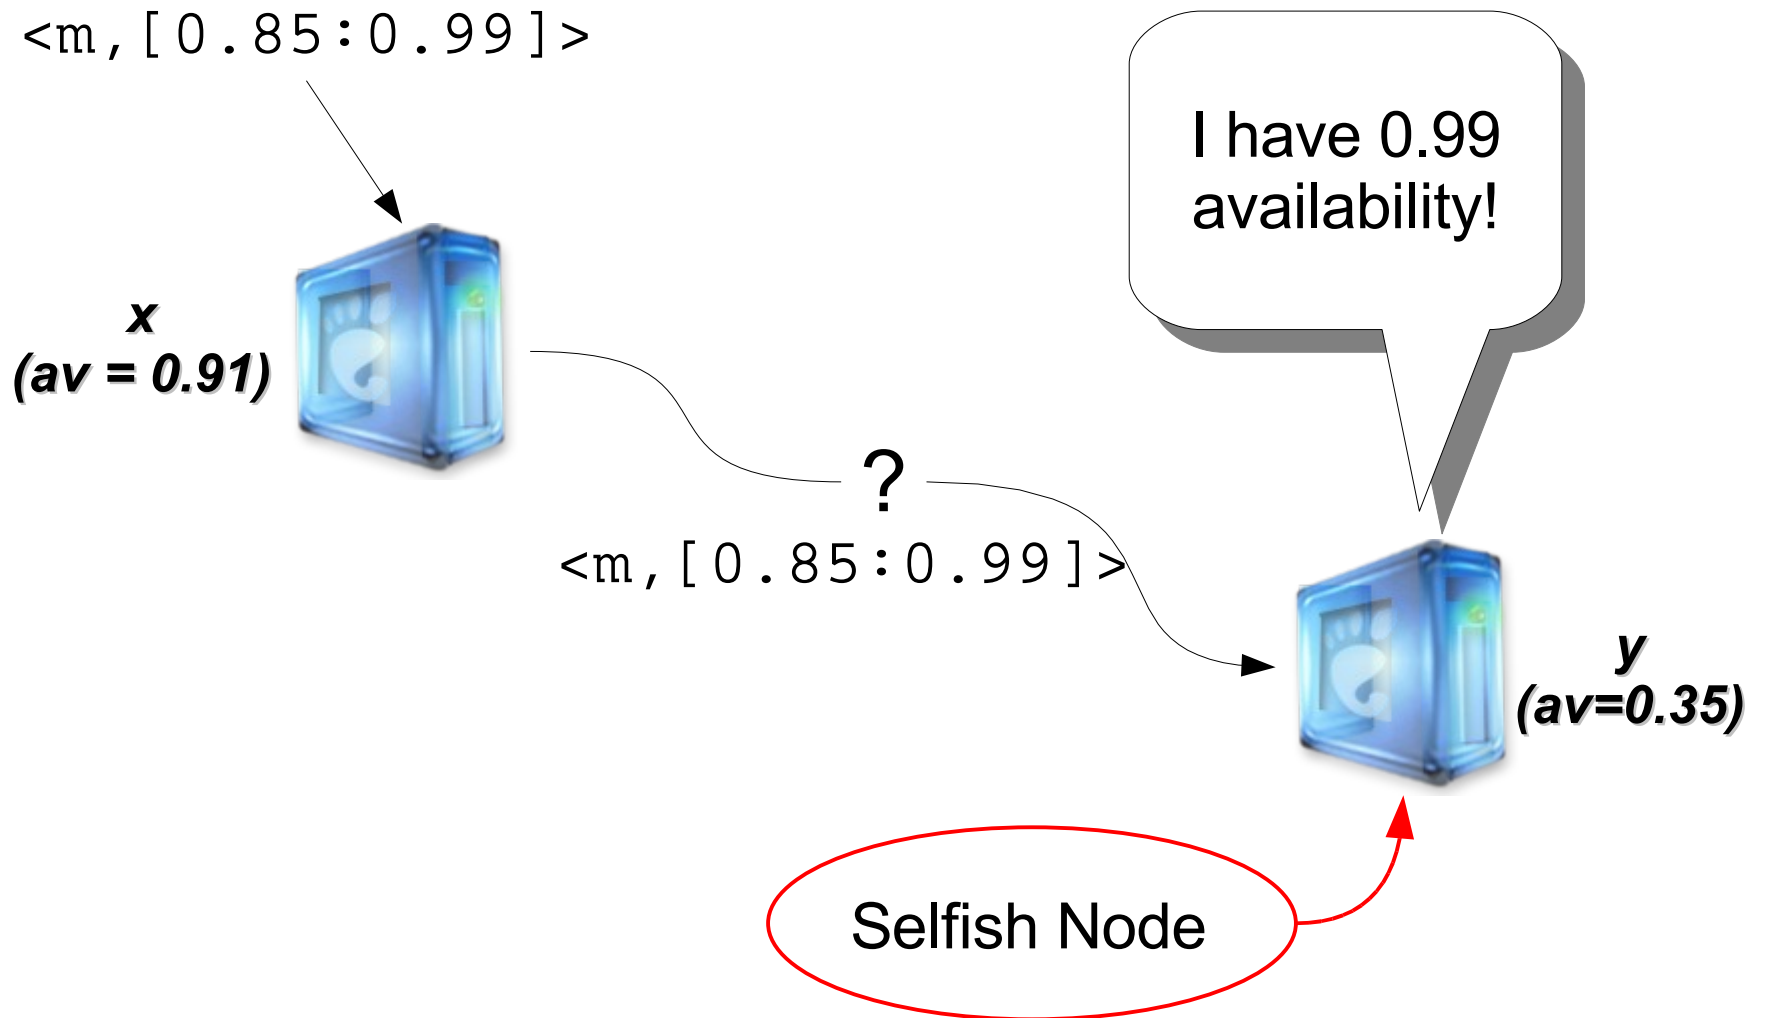 <m,[0.85:0.99]>
I have 0.99
availability!
x
(av = 0.91)
?
<m,[0.85:0.99]>
y
(av=0.35)
Selfish Node